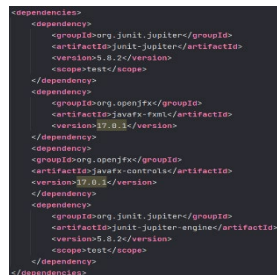 <dependencies>
<dependency>
<groupId>org.junit.jupiter</groupId>
<artifactId>junit-jupiter</artifactId>
<version>5.8.2</version>
<scope>test</scope>
</dependency>
<dependency>
<groupId>org.openjfx</groupId>
<artifactId>javafx-fxml</artifactId>
<version>17.0.1</version>
</dependency>
<dependency>
<groupId>org.openjfx</groupId>
<artifactId>javafx-controls</artifactId>
<version>17.0.1</version>
</dependency>
<dependency>
<groupId>org.junit.jupiter</groupId>
<artifactId>junit-jupiter-engine</artifactId>
<version>5.8.2</version>
<scope>test</scope>
</dependency>
</dependencies>